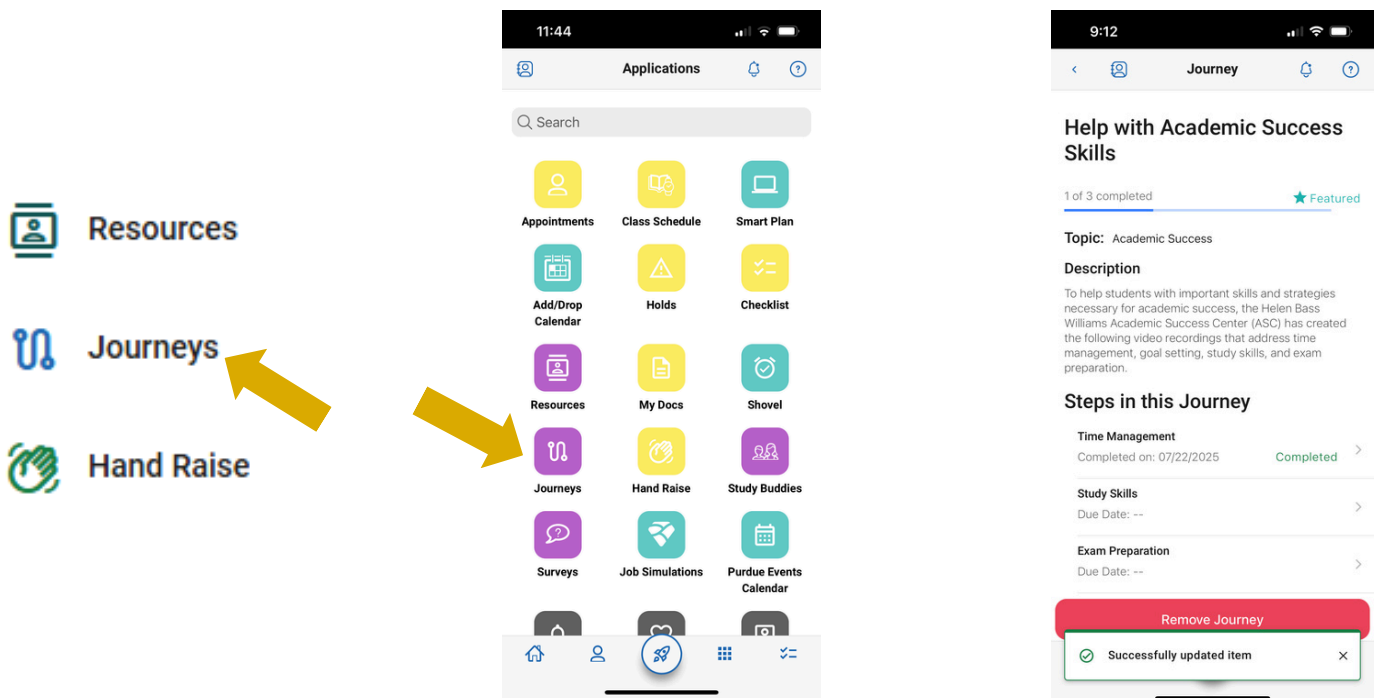 Resources
Journeys
Hand Raise
11:44
Applications
Search
Appointments
Class Schedule
Smart Plan
Add/Drop
Calendar
Holds
Checklist
Resources
My Docs
Shovel
Journeys
Hand Raise
Study Buddies
Surveys
Job Simulations
Purdue Events
Calendar
9:12
Journey
Help with Academic Success
Skills
1 of 3 completed
Featured
Topic: Academic Success
Description
To help students with important skills and strategies
necessary for academic success, the Helen Bass
Williams Academic Success Center (ASC) has created
the following video recordings that address time
management, goal setting, study skills, and exam
preparation.
Steps in this Journey
Time Management
Completed on: 07/22/2025
Completed
Study Skills
Due Date: --
Exam Preparation
Due Date: --
Remove Journey
Successfully updated item